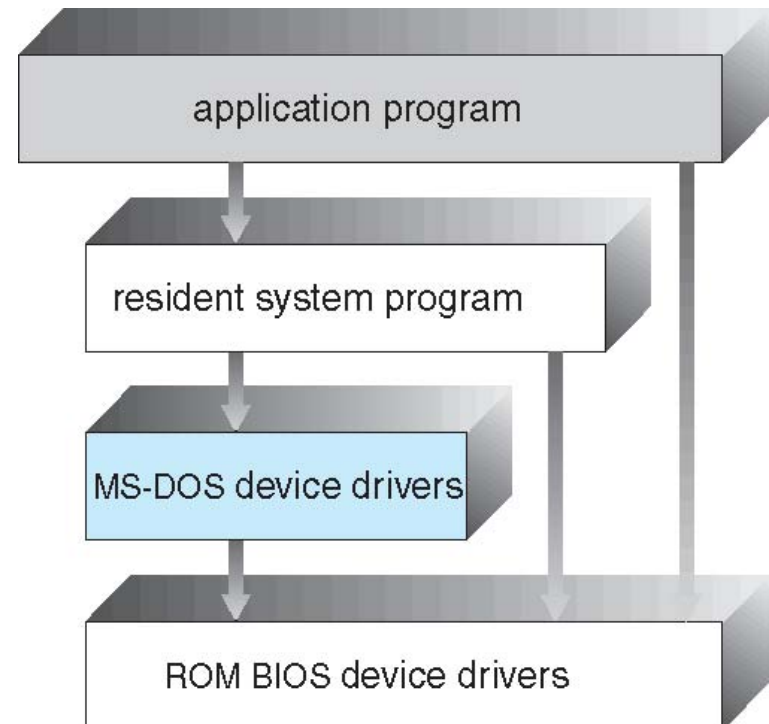 application program
resident system program
MS-DOS device drivers
ROM BIOS device drivers